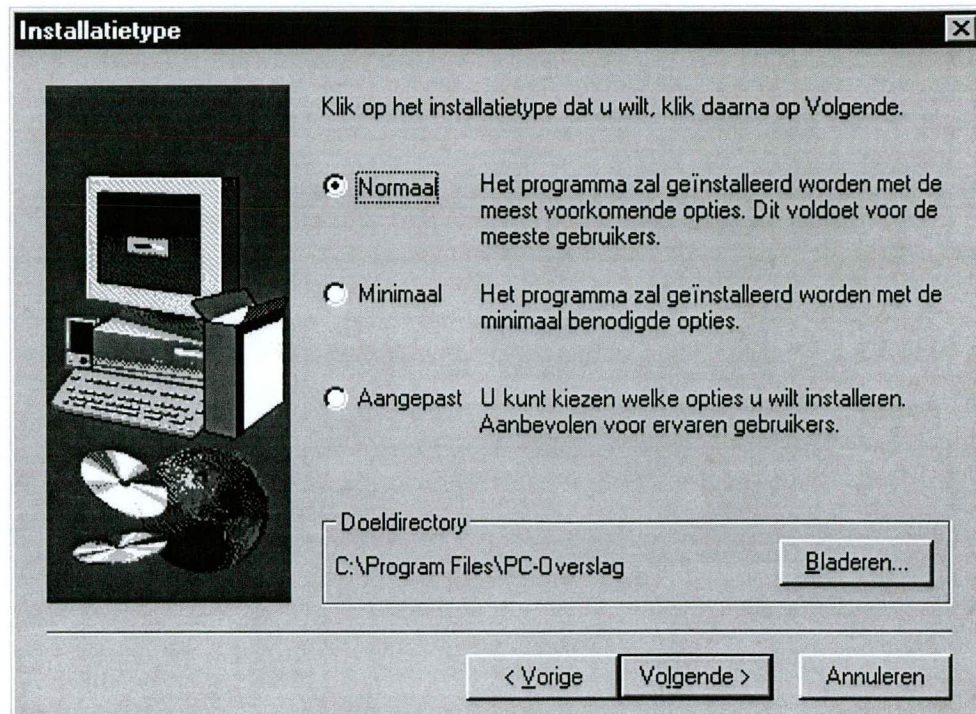 Installatietype
Klik op het installatietype dat u wilt, klik daarna op Volgende.
Normaal
Het programma zal geïnstalleerd worden met de
meest voorkomende opties. Dit voldoet voor de
meeste gebruikers.
Minimaal
Het programma zal geïnstalleerd worden met de
minimaal benodigde opties.
Aangepast
U kunt kiezen welke opties u wilt installeren.
Aanbevolen voor ervaren gebruikers.
Doeldirectory
C:\Program Files\PC-Overslag
Bladeren...
< Vorige
Volgende >
Annuleren